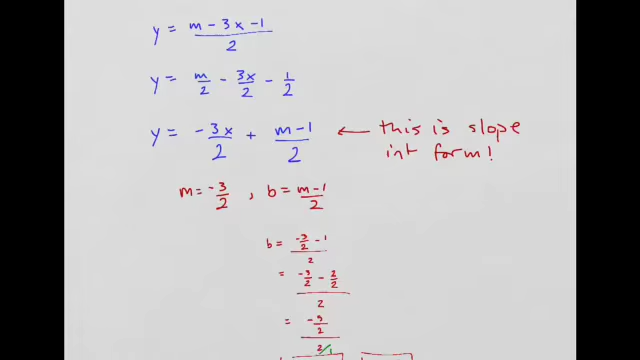 y = (m - 3x - 1)/2
y = m/2 - 3x/2 - 1/2
y = -3x/2 + (m-1)/2 ← this is slope
int form!
m = -3/2 , b = (m-1)/2
b = (-3/2 - 1)/2
= (-3/2 - 2/2)/2
= (-5/2)/(2/1)